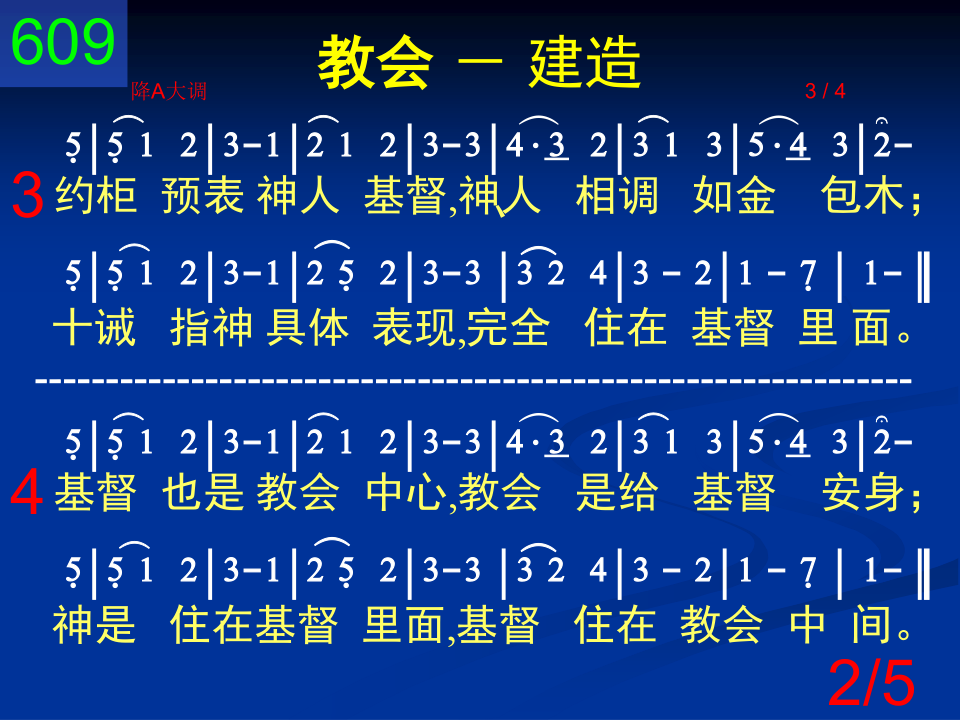 609
教会 － 建造
降A大调 3 / 4
5̣|5̣ 1 2|3-1|2 1 2|3-3|4·3 2|3 1 3|5·4 3|2-
3 约柜 预表 神人 基督,神、人 相调 如金 包木；
5̣|5̣ 1 2|3-1|2 5̣ 2|3-3|3 2 4|3 - 2|1 - 7̣|1-‖
十诫 指神 具体 表现,完全 住在 基督 里 面。
--------------------------------------------------------------
5̣|5̣ 1 2|3-1|2 1 2|3-3|4·3 2|3 1 3|5·4 3|2-
4 基督 也是 教会 中心,教会 是给 基督 安身；
5̣|5̣ 1 2|3-1|2 5̣ 2|3-3|3 2 4|3 - 2|1 - 7̣|1-‖
神是 住在基督 里面,基督 住在 教会 中 间。
2/5